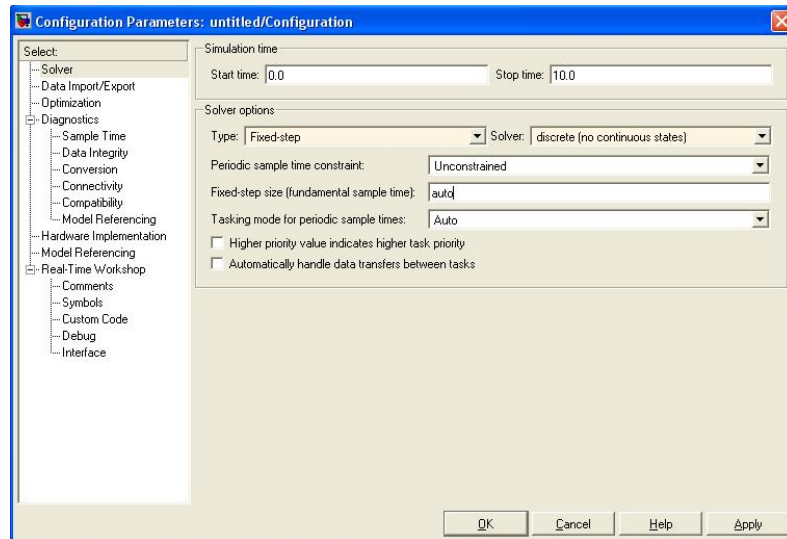 Configuration Parameters: untitled/Configuration
Select:
Solver
Data Import/Export
Optimization
Diagnostics
Sample Time
Data Integrity
Conversion
Connectivity
Compatibility
Model Referencing
Hardware Implementation
Model Referencing
Real-Time Workshop
Comments
Symbols
Custom Code
Debug
Interface
Simulation time
Start time: 0.0 Stop time: 10.0
Solver options
Type: Fixed-step Solver: discrete (no continuous states)
Periodic sample time constraint: Unconstrained
Fixed-step size (fundamental sample time): auto
Tasking mode for periodic sample times: Auto
Higher priority value indicates higher task priority
Automatically handle data transfers between tasks
OK Cancel Help Apply